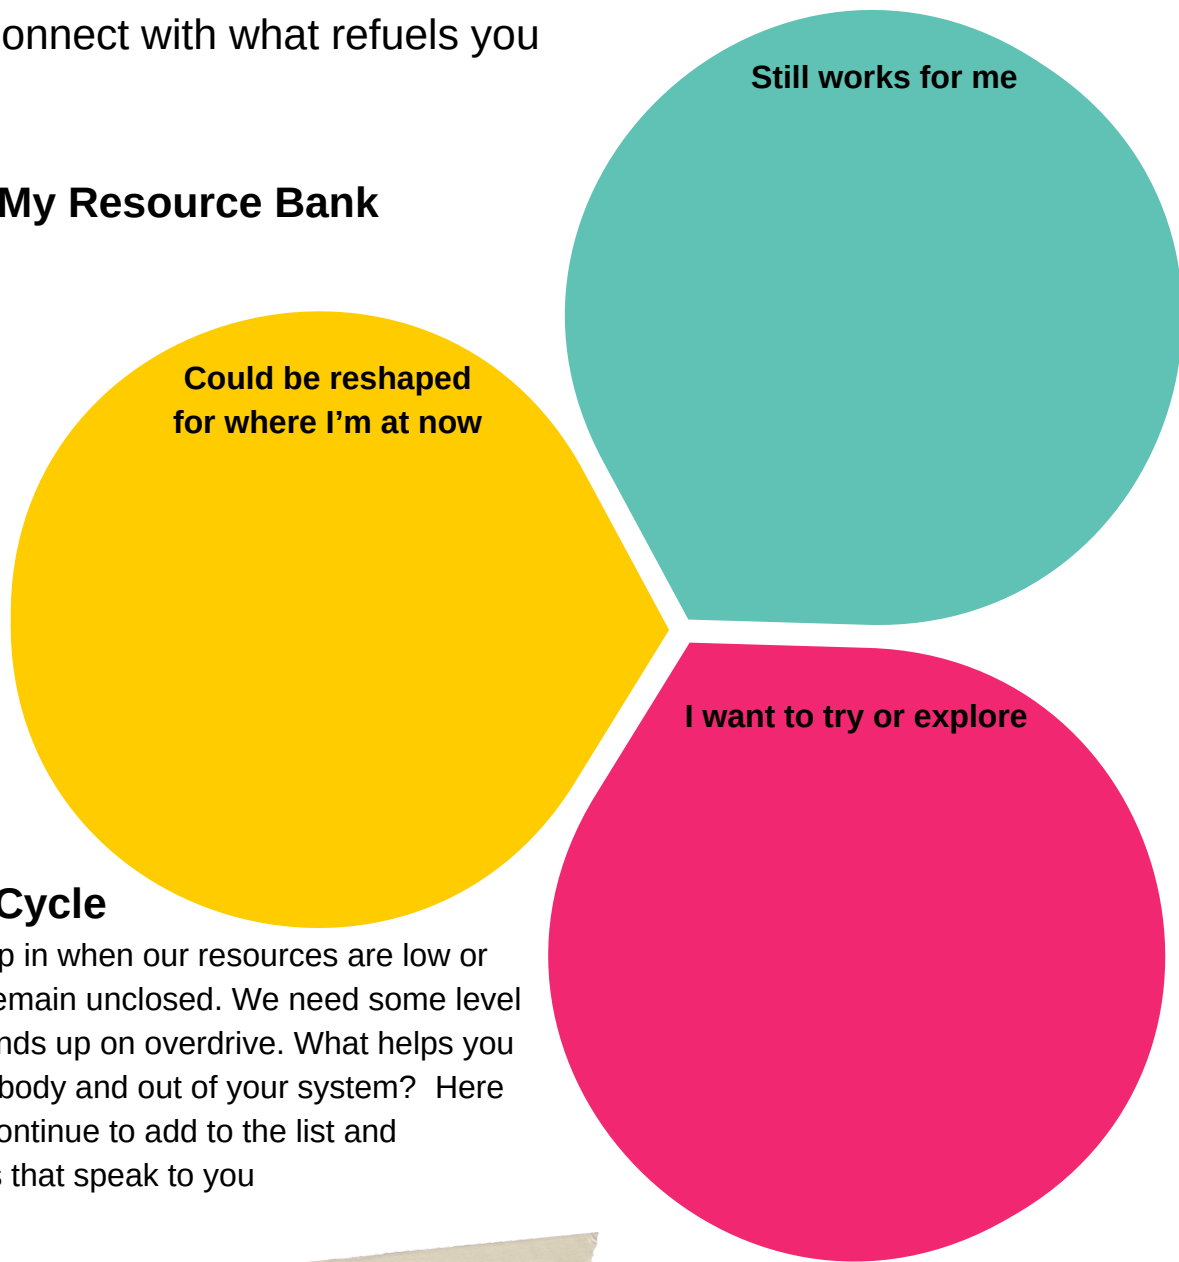 onnect with what refuels you
Still works for me
My Resource Bank
Could be reshaped
for where I’m at now
I want to try or explore
Cycle
p in when our resources are low or
emain unclosed. We need some level
nds up on overdrive. What helps you
body and out of your system?  Here
ontinue to add to the list and
s that speak to you